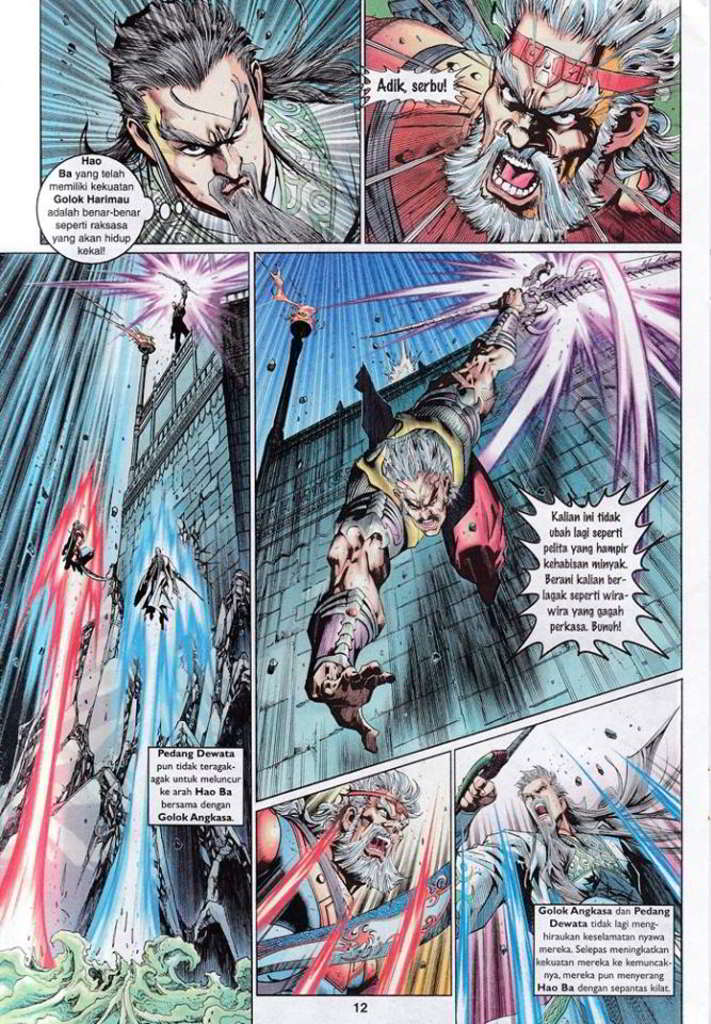 Hao
Ba yang telah
memiliki kekuatan
Golok Harimau
adalah benar-benar
seperti raksasa
yang akan hidup
kekal!
Adik, serbu!
Kalian ini tidak
ubah lagi seperti
pelita yang hampir
kehabisan minyak.
Berani kalian ber-
lagak seperti wira-
wira yang gagah
perkasa. Bunuh!
Pedang Dewata
pun tidak teragak-
agak untuk meluncur
ke arah Hao Ba
bersama dengan
Golok Angkasa.
Golok Angkasa dan Pedang
Dewata tidak lagi meng-
hiraukan keselamatan nyawa
mereka. Selepas meningkatkan
kekuatan mereka ke kemuncak-
nya, mereka pun menyerang
Hao Ba dengan sepantas kilat.
12